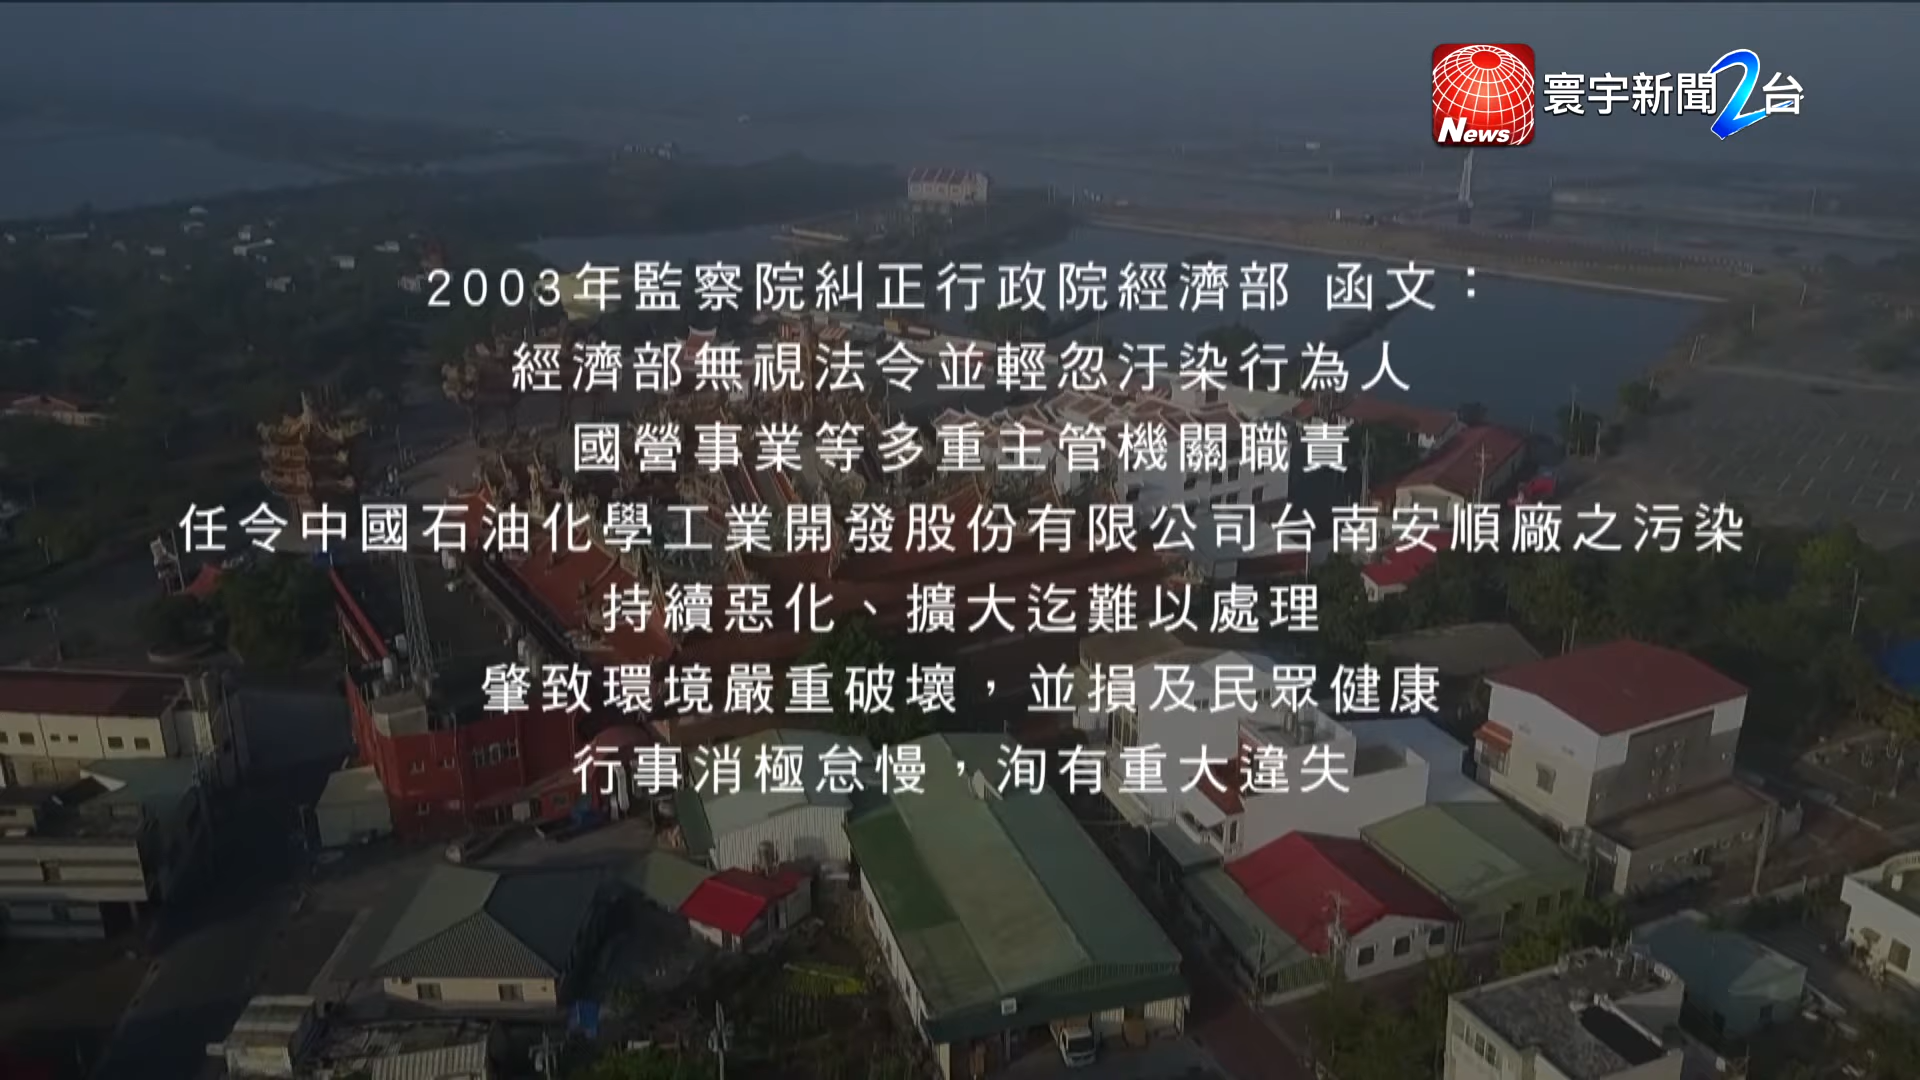 News 寰宇新聞2台
2003年監察院糾正行政院經濟部 函文：
經濟部無視法令並輕忽汙染行為人
國營事業等多重主管機關職責
任令中國石油化學工業開發股份有限公司台南安順廠之污染
持續惡化、擴大迄難以處理
肇致環境嚴重破壞，並損及民眾健康
行事消極怠慢，洵有重大違失